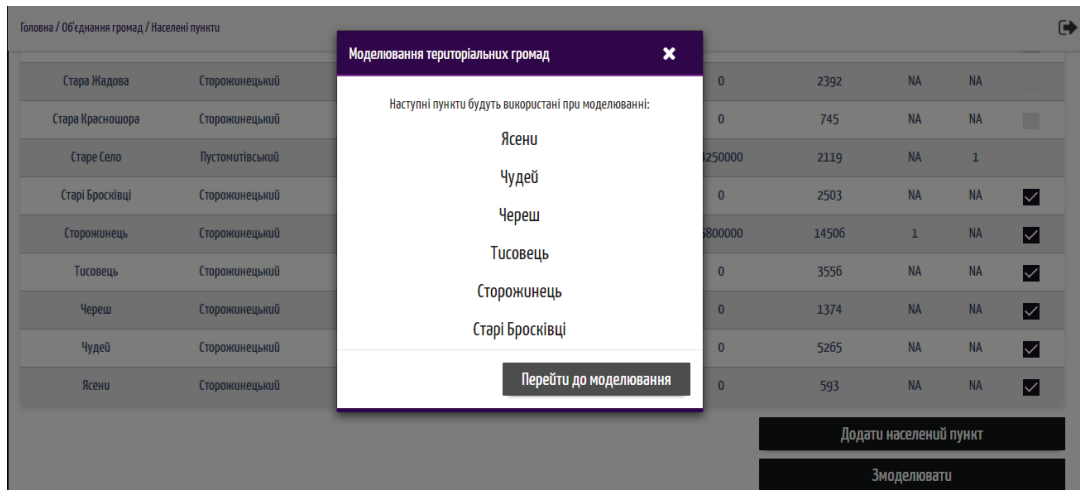 Головна / Об'єднання громад / Населені пункти
Моделювання територіальних громад
Наступні пункти будуть використані при моделюванні:
Ясени
Чудей
Череш
Тисовець
Сторожинець
Старі Бросківці
Перейти до моделювання
Стара Жадова Сторожинецький 0 2392 NA NA
Стара Красношора Сторожинецький 0 745 NA NA
Старе Село Пустомитівський 250000 2119 NA 1
Старі Бросківці Сторожинецький 0 2503 NA NA
Сторожинець Сторожинецький 800000 14506 1 NA
Тисовець Сторожинецький 0 3556 NA NA
Череш Сторожинецький 0 1374 NA NA
Чудей Сторожинецький 0 5265 NA NA
Ясени Сторожинецький 0 593 NA NA
Додати населений пункт
Змоделювати